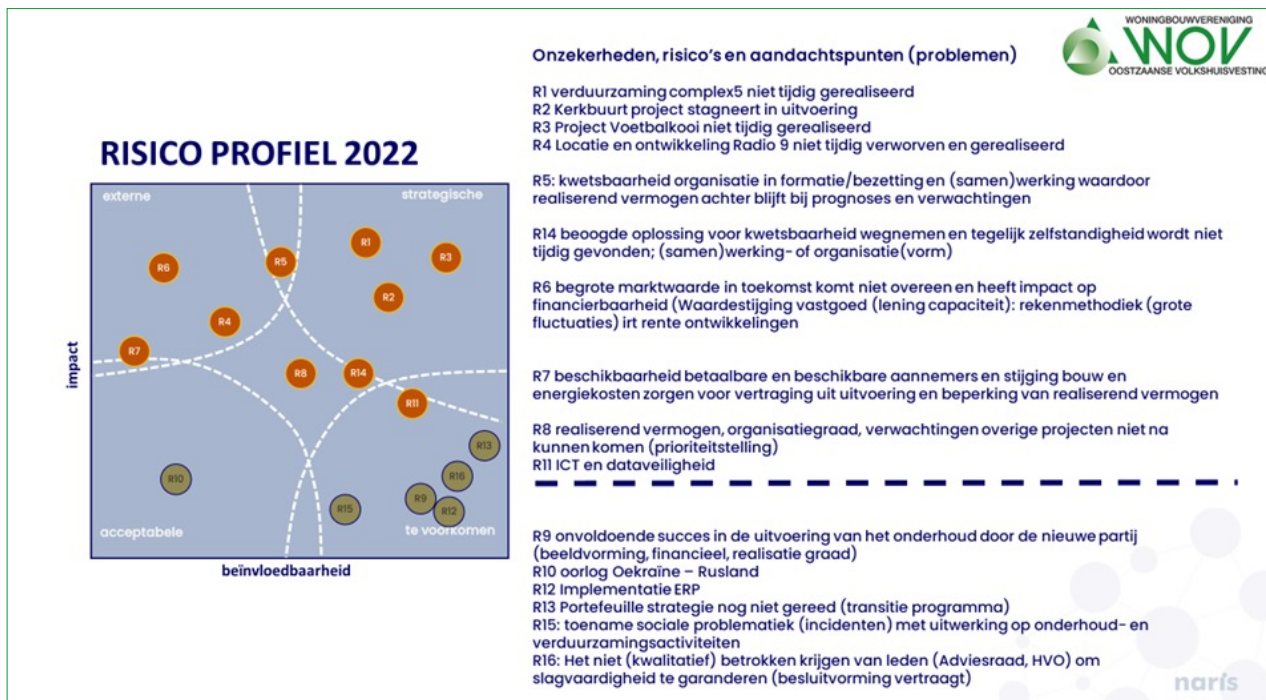 WONINGBOUWVERENIGING
WOV
OOSTZAANSE VOLKSHUISVESTING
RISICO PROFIEL 2022
externe
strategische
R1
R3
R5
R6
R2
R4
R7
R8
R14
R11
R13
R16
R10
R9
R15
R12
acceptabele
te voorkomen
impact
beïnvloedbaarheid
Onzekerheden, risico's en aandachtspunten (problemen)
R1 verduurzaming complex5 niet tijdig gerealiseerd
R2 Kerkbuurt project stagneert in uitvoering
R3 Project Voetbalkooi niet tijdig gerealiseerd
R4 Locatie en ontwikkeling Radio 9 niet tijdig verworven en gerealiseerd
R5: kwetsbaarheid organisatie in formatie/bezetting en (samen)werking waardoor
realiserend vermogen achter blijft bij prognoses en verwachtingen
R14 beoogde oplossing voor kwetsbaarheid wegnemen en tegelijk zelfstandigheid wordt niet
tijdig gevonden; (samen)werking- of organisatie(vorm)
R6 begrote marktwaarde in toekomst komt niet overeen en heeft impact op
financierbaarheid (Waardestijging vastgoed (lening capaciteit): rekenmethodiek (grote
fluctuaties) irt rente ontwikkelingen
R7 beschikbaarheid betaalbare en beschikbare aannemers en stijging bouw en
energiekosten zorgen voor vertraging uit uitvoering en beperking van realiserend vermogen
R8 realiserend vermogen, organisatiegraad, verwachtingen overige projecten niet na
kunnen komen (prioriteitstelling)
R11 ICT en dataveiligheid
R9 onvoldoende succes in de uitvoering van het onderhoud door de nieuwe partij
(beeldvorming, financieel, realisatie graad)
R10 oorlog Oekraïne – Rusland
R12 Implementatie ERP
R13 Portefeuille strategie nog niet gereed (transitie programma)
R15: toename sociale problematiek (incidenten) met uitwerking op onderhoud- en
verduurzamingsactiviteiten
R16: Het niet (kwalitatief) betrokken krijgen van leden (Adviesraad, HVO) om
slagvaardigheid te garanderen (besluitvorming vertraagt)
naris